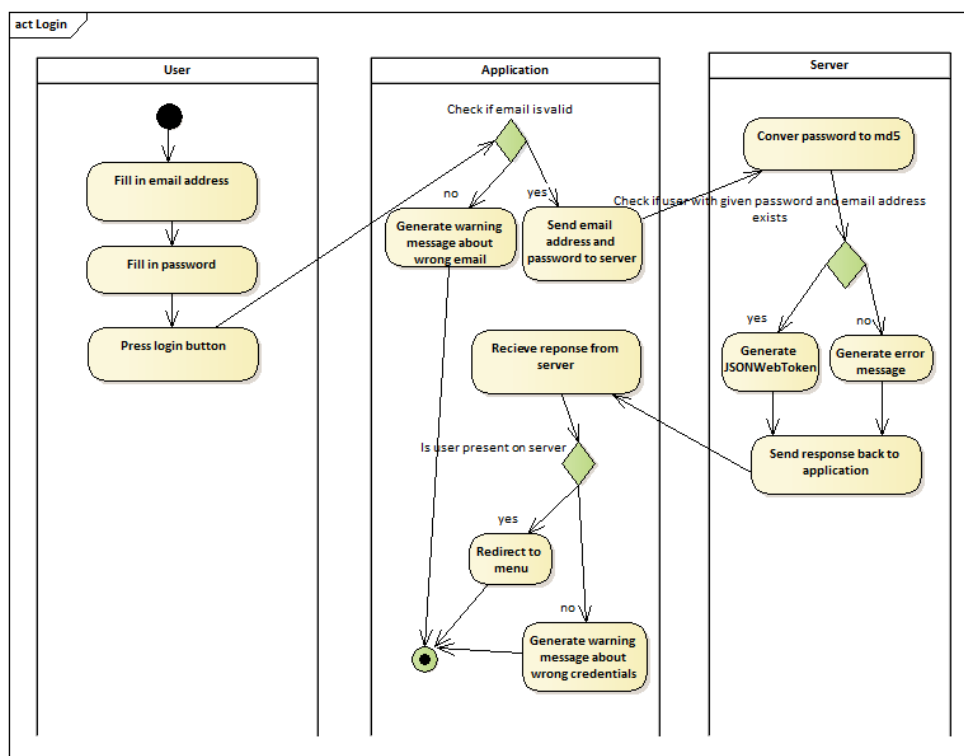 act Login
User
Fill in email address
Fill in password
Press login button
Application
Check if email is valid
no
yes
Generate warning
message about
wrong email
Send email
address and
password to server
Recieve reponse from
server
Is user present on server
yes
Redirect to
menu
no
Generate warning
message about
wrong credentials
Server
Conver password to md5
Check if user with given password and email address
exists
yes
no
Generate
JSONWebToken
Generate error
message
Send response back to
application